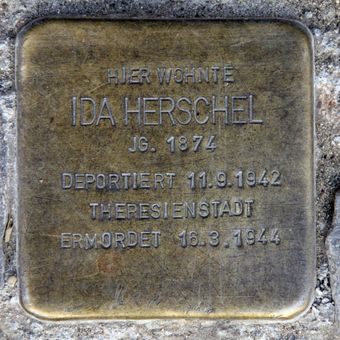 HIER WOHNTE
IDA HERSCHEL
JG. 1874
DEPORTIERT 11.9.1942
THERESIENSTADT
ERMORDET 16.3.1944